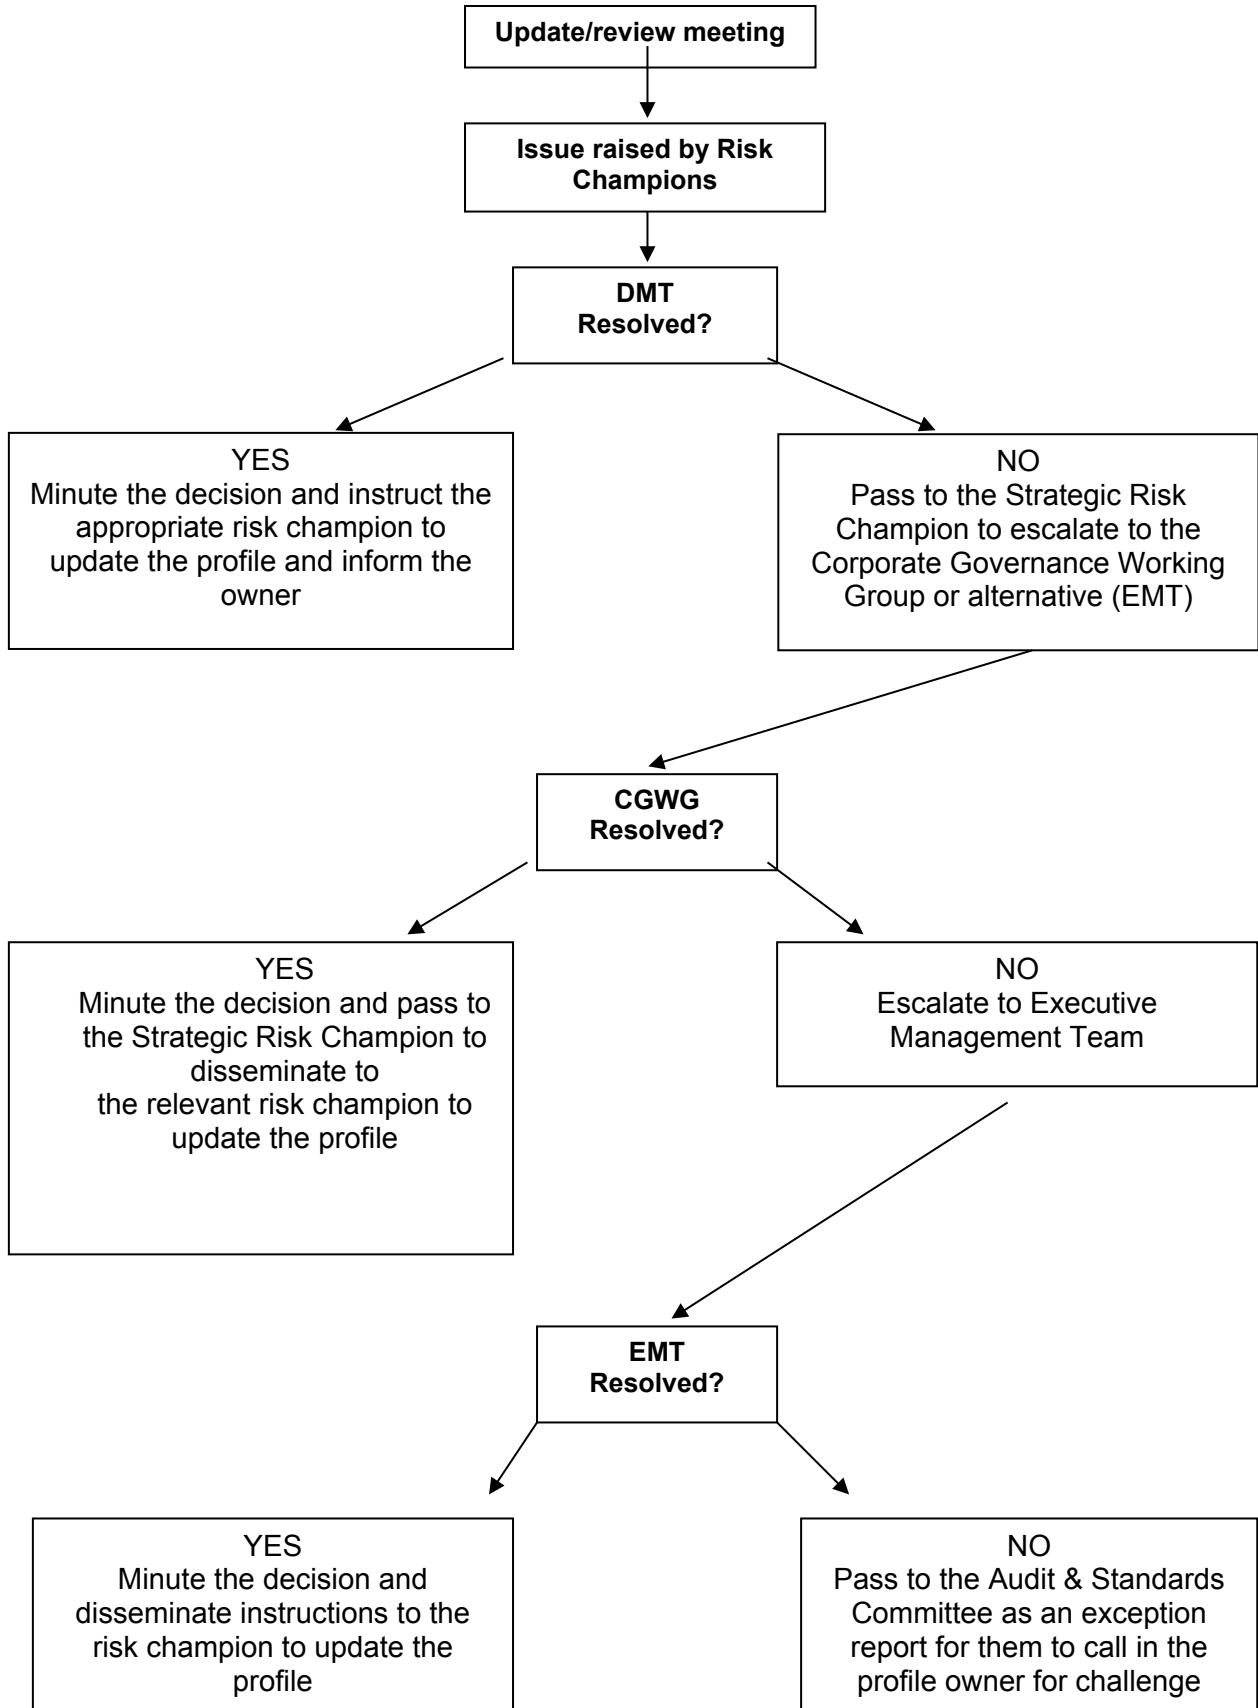 Update/review meeting
Issue raised by Risk
Champions
DMT
Resolved?
YES
Minute the decision and instruct the
appropriate risk champion to
update the profile and inform the
owner
NO
Pass to the Strategic Risk
Champion to escalate to the
Corporate Governance Working
Group or alternative (EMT)
CGWG
Resolved?
YES
Minute the decision and pass to
the Strategic Risk Champion to
disseminate to
the relevant risk champion to
update the profile
NO
Escalate to Executive
Management Team
EMT
Resolved?
YES
Minute the decision and
disseminate instructions to the
risk champion to update the
profile
NO
Pass to the Audit & Standards
Committee as an exception
report for them to call in the
profile owner for challenge